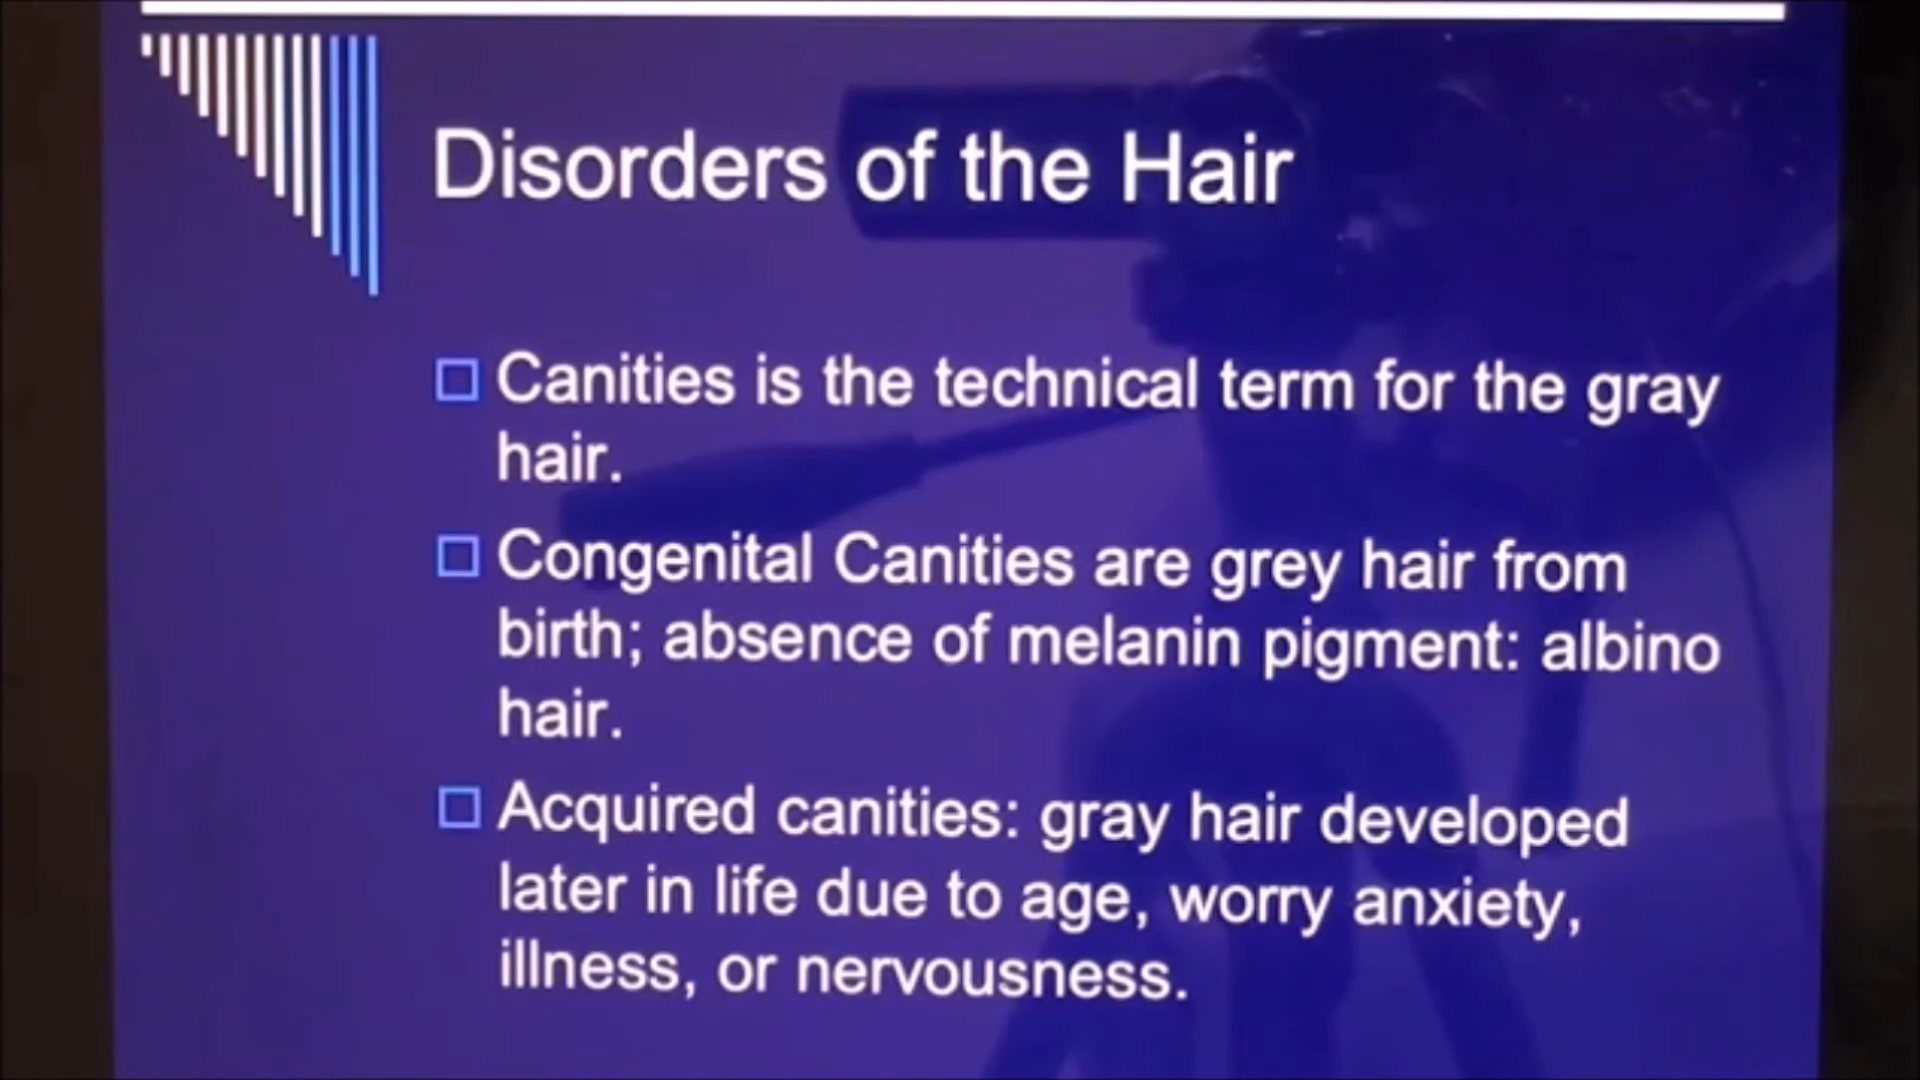 Disorders of the Hair
Canities is the technical term for the gray
hair.
Congenital Canities are grey hair from
birth; absence of melanin pigment: albino
hair.
Acquired canities: gray hair developed
later in life due to age, worry anxiety,
illness, or nervousness.